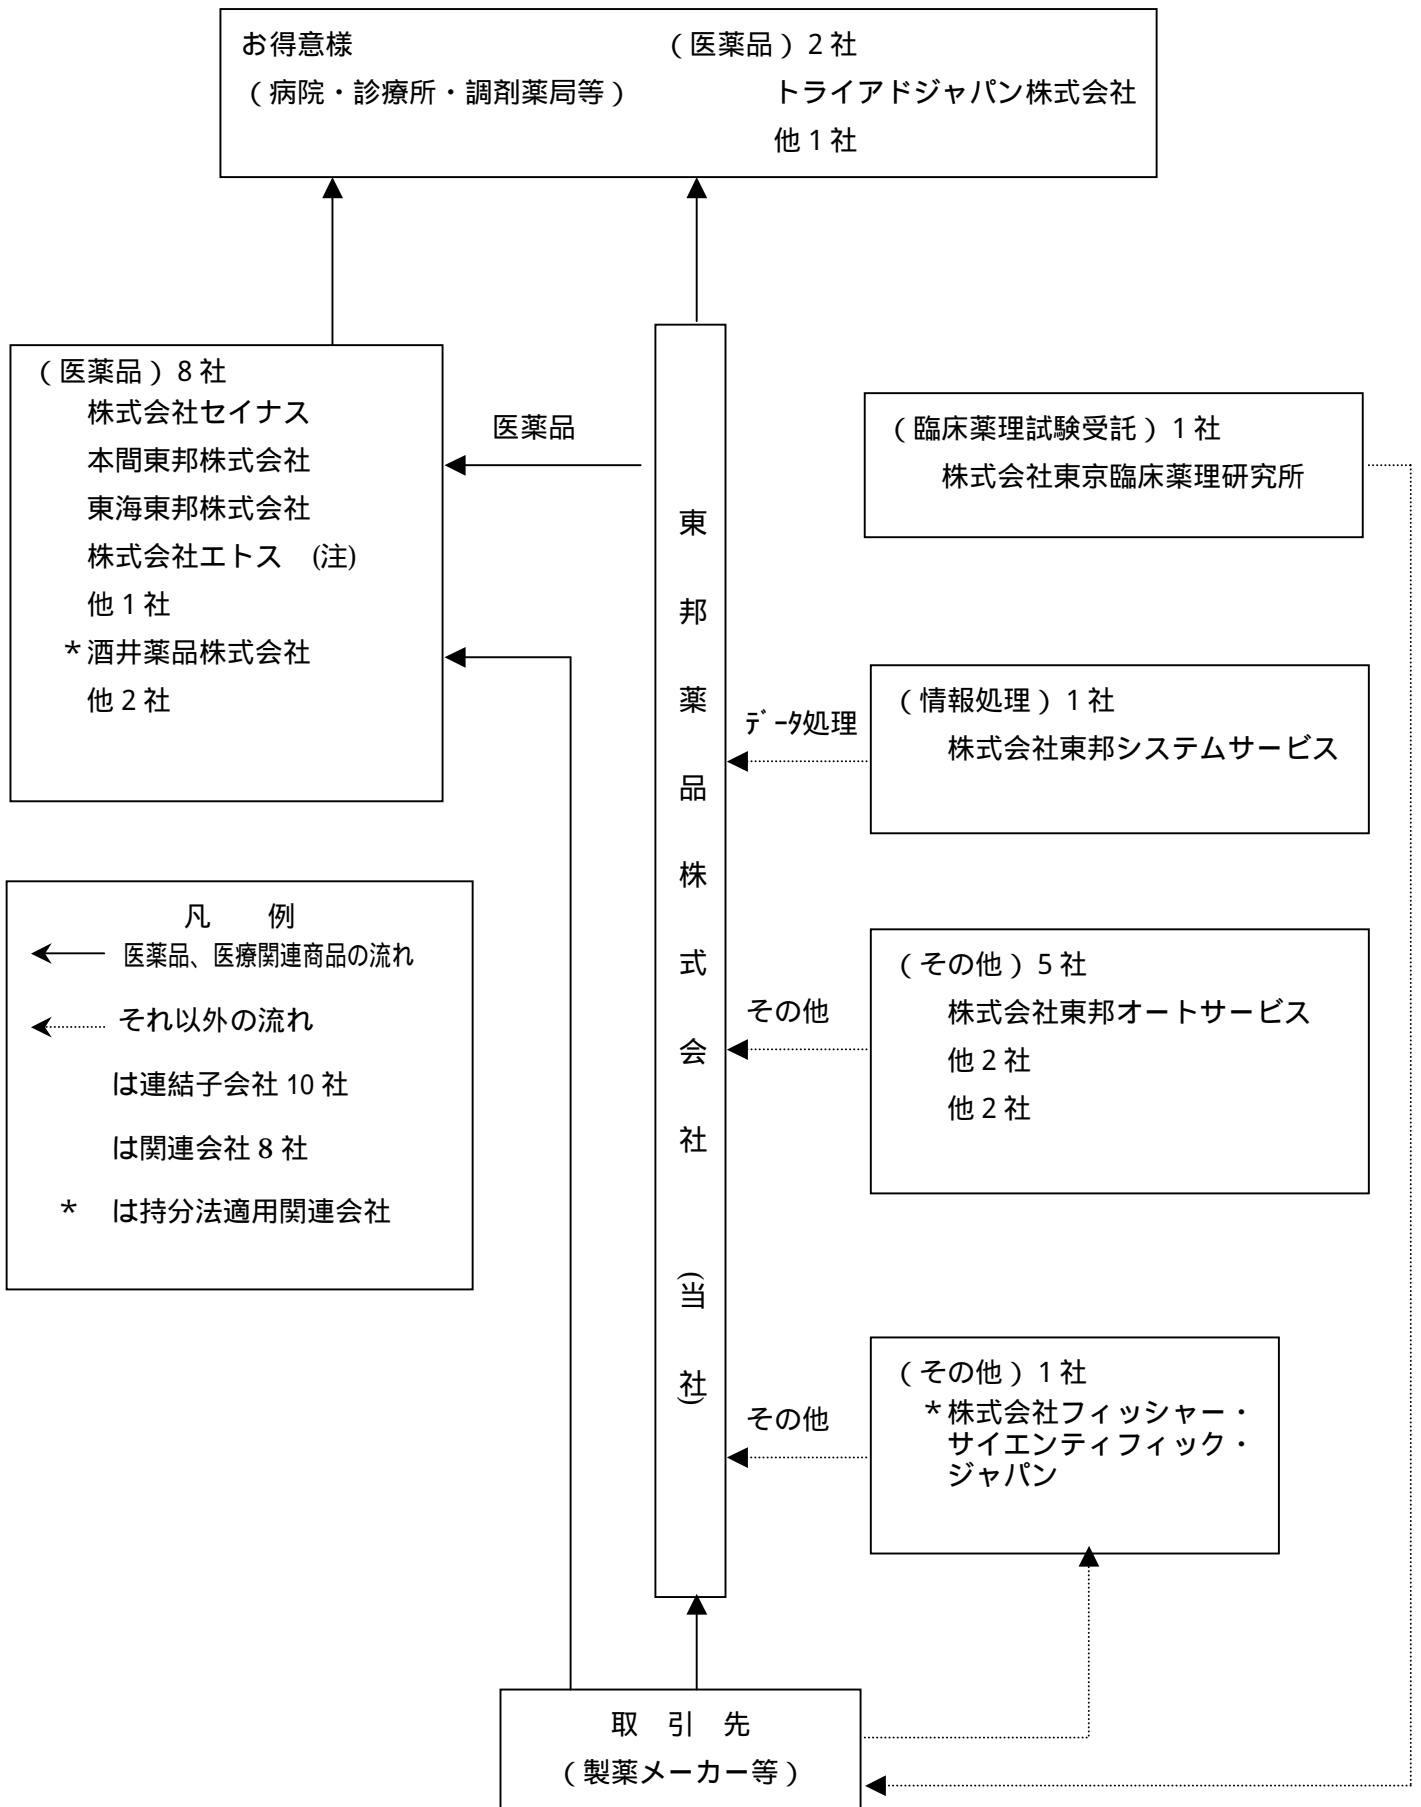 お得意様　（医薬品）2社
（病院・診療所・調剤薬局等）　トライアドジャパン株式会社
他1社
（医薬品）8社
株式会社セイナス
本間東邦株式会社
東海東邦株式会社
株式会社エトス　(注)
他1社
*酒井薬品株式会社
他2社
医薬品
東邦薬品株式会社　(当社)
（臨床薬理試験受託）1社
株式会社東京臨床薬理研究所
データ処理
（情報処理）1社
株式会社東邦システムサービス
その他
（その他）5社
株式会社東邦オートサービス
他2社
他2社
凡　例
医薬品、医療関連商品の流れ
それ以外の流れ
は連結子会社 10 社
は関連会社 8 社
*　は持分法適用関連会社
その他
（その他）1社
*株式会社フィッシャー・
サイエンティフィック・
ジャパン
取　引　先
（製薬メーカー等）